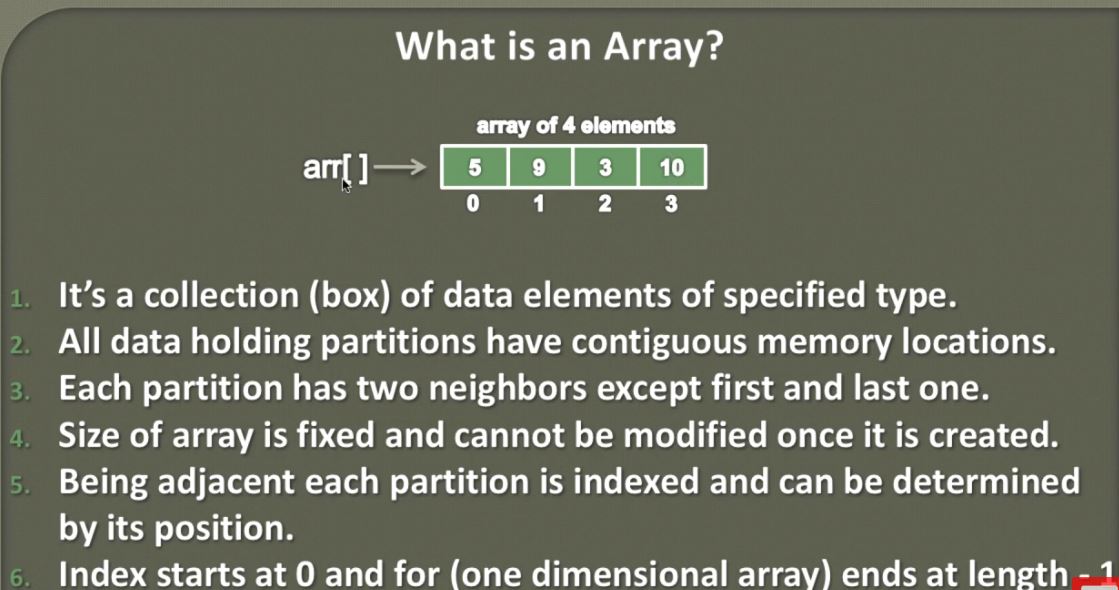 What is an Array?
array of 4 elements
arr[ ]
5 9 3 10
0 1 2 3
1. It’s a collection (box) of data elements of specified type.
2. All data holding partitions have contiguous memory locations.
3. Each partition has two neighbors except first and last one.
4. Size of array is fixed and cannot be modified once it is created.
5. Being adjacent each partition is indexed and can be determined
by its position.
6. Index starts at 0 and for (one dimensional array) ends at length - 1